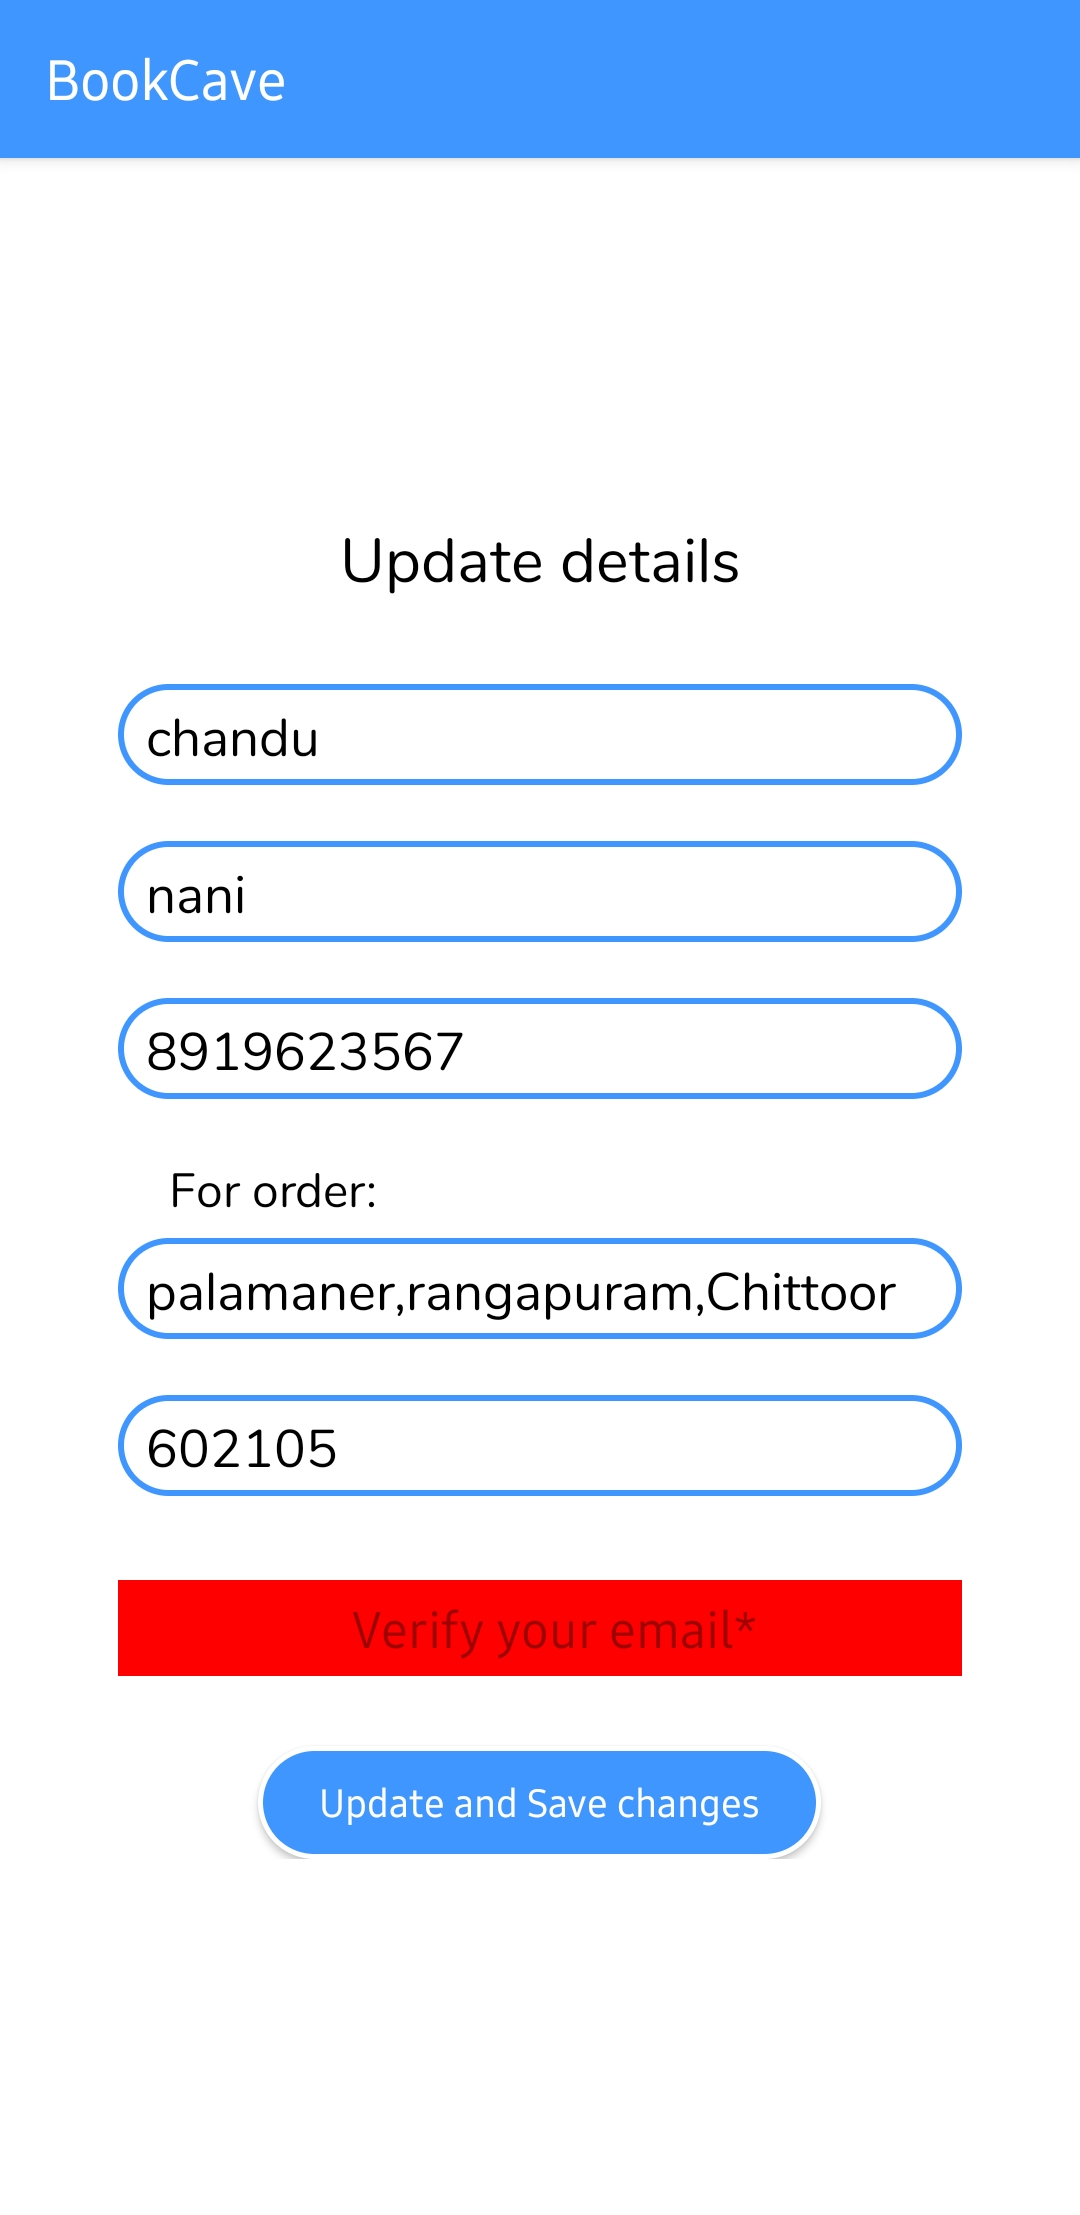 BookCave
Update details
chandu
nani
8919623567
For order:
palamaner,rangapuram,Chittoor
602105
Verify your email*
Update and Save changes